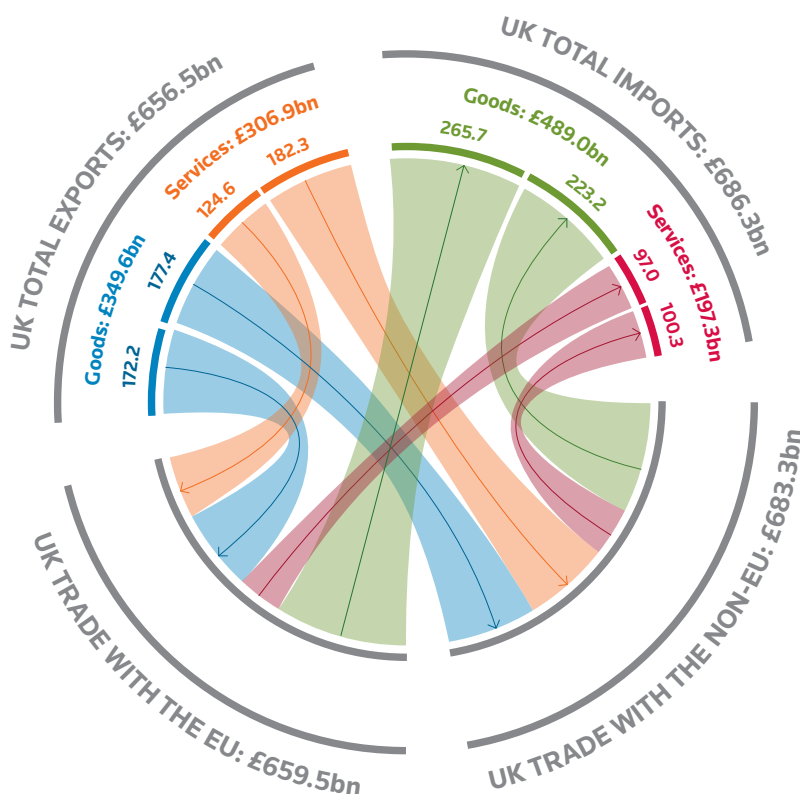 UK TOTAL EXPORTS: £656.5bn
Services: £306.9bn
182.3
124.6
Goods: £349.6bn
177.4
172.2
UK TOTAL IMPORTS: £686.3bn
Goods: £489.0bn
265.7
223.2
Services: £197.3bn
97.0
100.3
UK TRADE WITH THE EU: £659.5bn
UK TRADE WITH THE NON-EU: £683.3bn